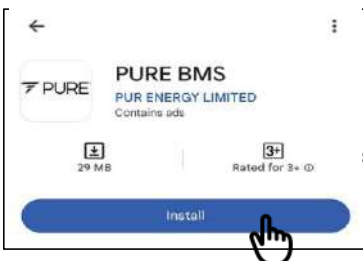 PURE BMS
PURE
PUR ENERGY LIMITED
Contains ads
3+
29 MB
Rated for 3+
Install